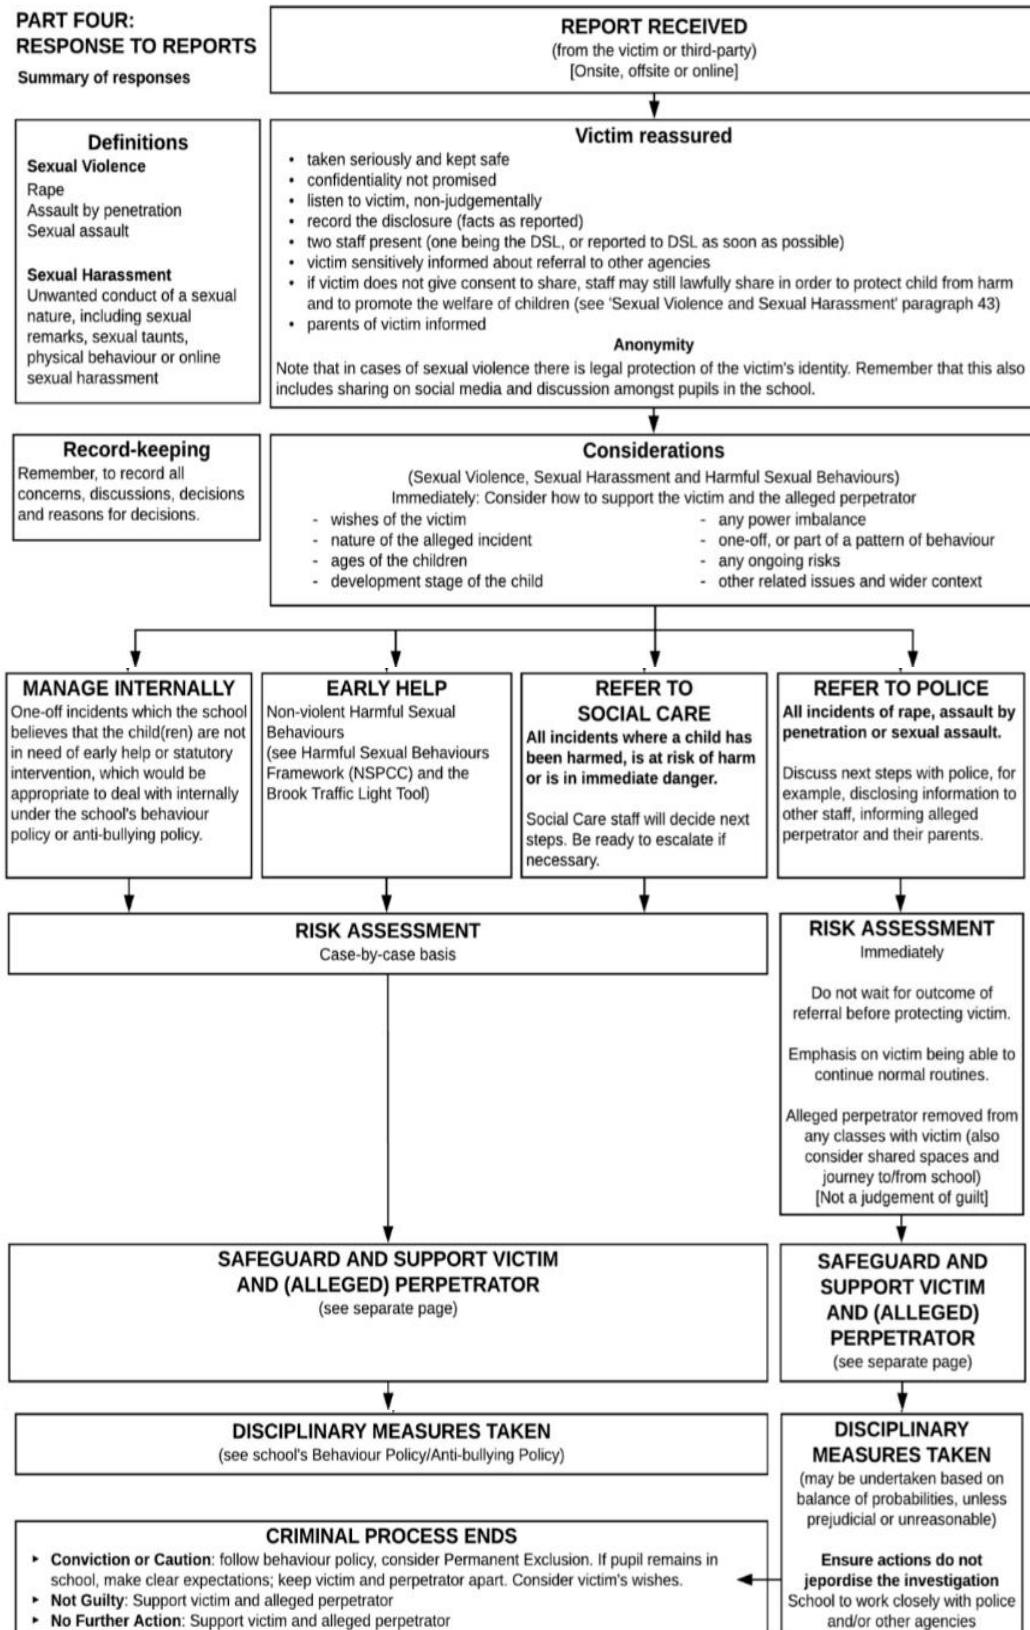 PART FOUR:
RESPONSE TO REPORTS
Summary of responses
REPORT RECEIVED
(from the victim or third-party)
[Onsite, offsite or online]
Definitions
Sexual Violence
Rape
Assault by penetration
Sexual assault
Sexual Harassment
Unwanted conduct of a sexual
nature, including sexual
remarks, sexual taunts,
physical behaviour or online
sexual harassment
Victim reassured
• taken seriously and kept safe
• confidentiality not promised
• listen to victim, non-judgementally
• record the disclosure (facts as reported)
• two staff present (one being the DSL, or reported to DSL as soon as possible)
• victim sensitively informed about referral to other agencies
• if victim does not give consent to share, staff may still lawfully share in order to protect child from harm
and to promote the welfare of children (see 'Sexual Violence and Sexual Harassment' paragraph 43)
• parents of victim informed
Anonymity
Note that in cases of sexual violence there is legal protection of the victim's identity. Remember that this also
includes sharing on social media and discussion amongst pupils in the school.
Record-keeping
Remember, to record all
concerns, discussions, decisions
and reasons for decisions.
Considerations
(Sexual Violence, Sexual Harassment and Harmful Sexual Behaviours)
Immediately: Consider how to support the victim and the alleged perpetrator
- wishes of the victim
- nature of the alleged incident
- ages of the children
- development stage of the child
- any power imbalance
- one-off, or part of a pattern of behaviour
- any ongoing risks
- other related issues and wider context
MANAGE INTERNALLY
One-off incidents which the school
believes that the child(ren) are not
in need of early help or statutory
intervention, which would be
appropriate to deal with internally
under the school's behaviour
policy or anti-bullying policy.
EARLY HELP
Non-violent Harmful Sexual
Behaviours
(see Harmful Sexual Behaviours
Framework (NSPCC) and the
Brook Traffic Light Tool)
REFER TO
SOCIAL CARE
All incidents where a child has
been harmed, is at risk of harm
or is in immediate danger.
Social Care staff will decide next
steps. Be ready to escalate if
necessary.
REFER TO POLICE
All incidents of rape, assault by
penetration or sexual assault.
Discuss next steps with police, for
example, disclosing information to
other staff, informing alleged
perpetrator and their parents.
RISK ASSESSMENT
Case-by-case basis
RISK ASSESSMENT
Immediately
Do not wait for outcome of
referral before protecting victim.
Emphasis on victim being able to
continue normal routines.
Alleged perpetrator removed from
any classes with victim (also
consider shared spaces and
journey to/from school)
[Not a judgement of guilt]
SAFEGUARD AND SUPPORT VICTIM
AND (ALLEGED) PERPETRATOR
(see separate page)
SAFEGUARD AND
SUPPORT VICTIM
AND (ALLEGED)
PERPETRATOR
(see separate page)
DISCIPLINARY MEASURES TAKEN
(see school's Behaviour Policy/Anti-bullying Policy)
DISCIPLINARY
MEASURES TAKEN
(may be undertaken based on
balance of probabilities, unless
prejudicial or unreasonable)
Ensure actions do not
jepordise the investigation
School to work closely with police
and/or other agencies
CRIMINAL PROCESS ENDS
▸ Conviction or Caution: follow behaviour policy, consider Permanent Exclusion. If pupil remains in
school, make clear expectations; keep victim and perpetrator apart. Consider victim's wishes.
▸ Not Guilty: Support victim and alleged perpetrator
▸ No Further Action: Support victim and alleged perpetrator